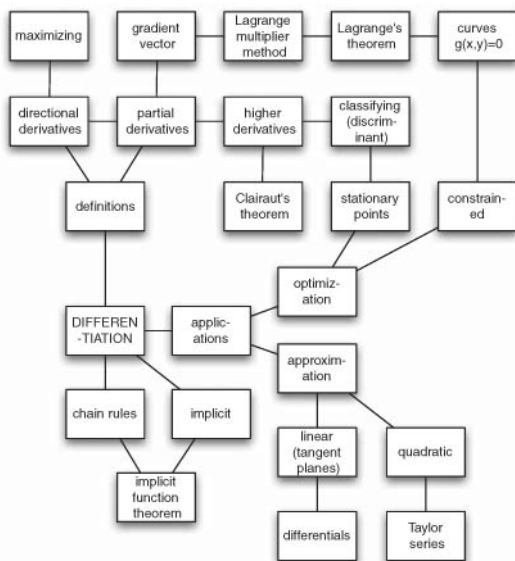 maximizing
gradient
vector
Lagrange
multiplier
method
Lagrange's
theorem
curves
g(x,y)=0
directional
derivatives
partial
derivatives
higher
derivatives
classifying
(discrim-
inant)
definitions
Clairaut's
theorem
stationary
points
constrain-
ed
optimiz-
ation
DIFFEREN
-TIATION
applic-
ations
approxim-
ation
chain rules
implicit
linear
(tangent
planes)
quadratic
implicit
function
theorem
differentials
Taylor
series